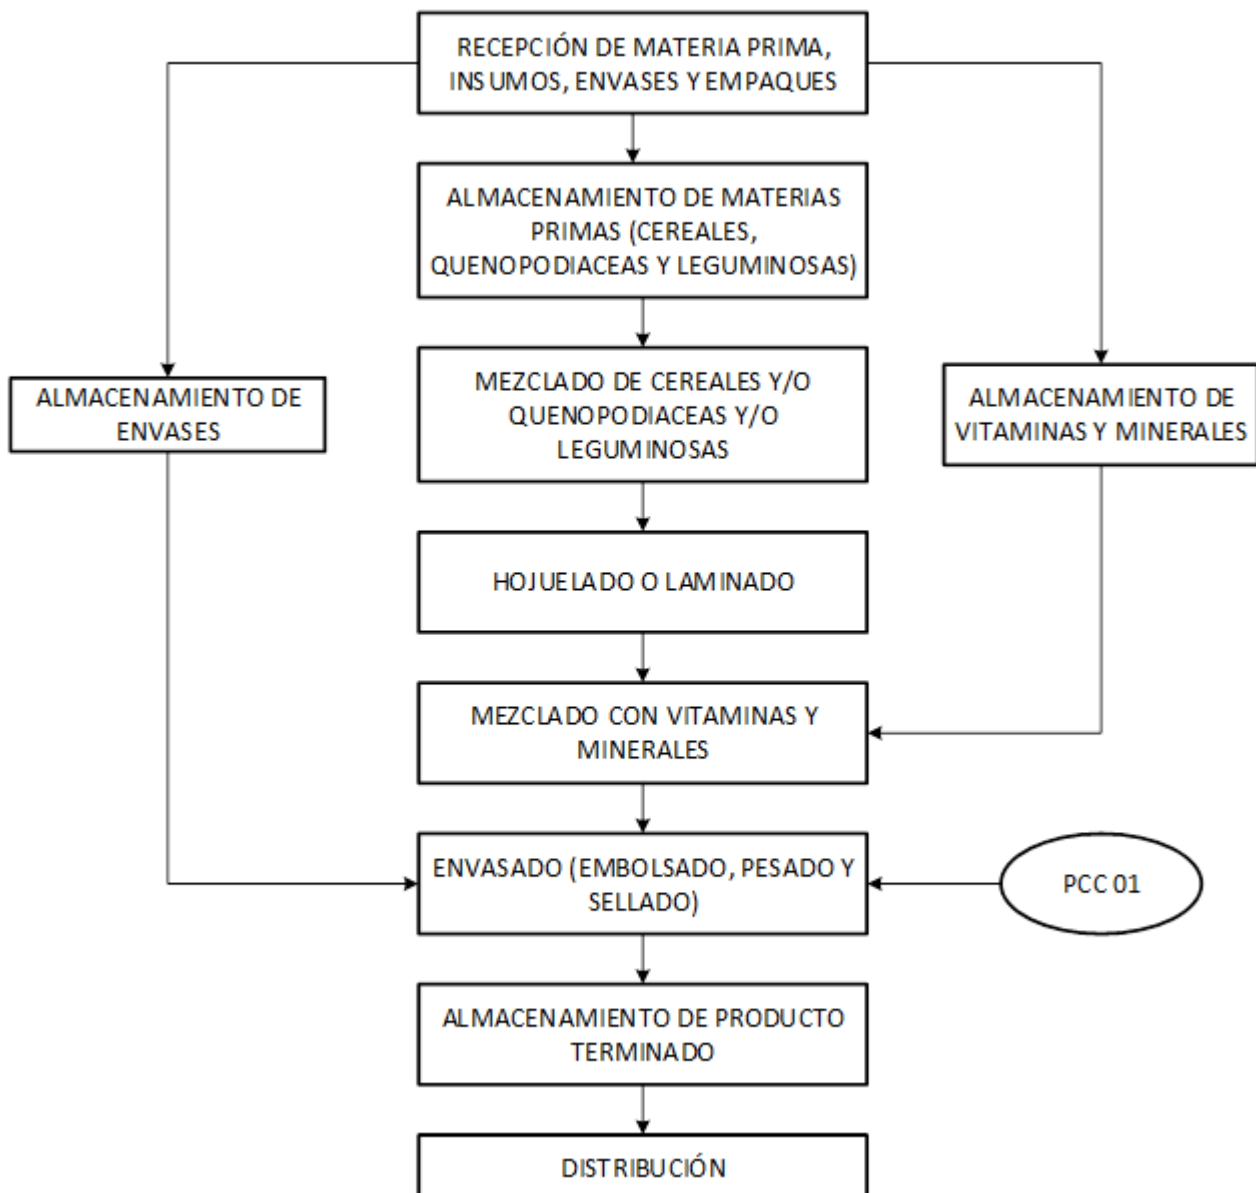 RECEPCIÓN DE MATERIA PRIMA,
INSUMOS, ENVASES Y EMPAQUES
ALMACENAMIENTO DE MATERIAS
PRIMAS (CEREALES,
QUENOPODIACEAS Y LEGUMINOSAS)
ALMACENAMIENTO DE
ENVASES
MEZCLADO DE CEREALES Y/O
QUENOPODIACEAS Y/O
LEGUMINOSAS
ALMACENAMIENTO DE
VITAMINAS Y MINERALES
HOJUELADO O LAMINADO
MEZCLADO CON VITAMINAS Y
MINERALES
ENVASADO (EMBOLSADO, PESADO Y
SELLADO)
PCC 01
ALMACENAMIENTO DE PRODUCTO
TERMINADO
DISTRIBUCIÓN